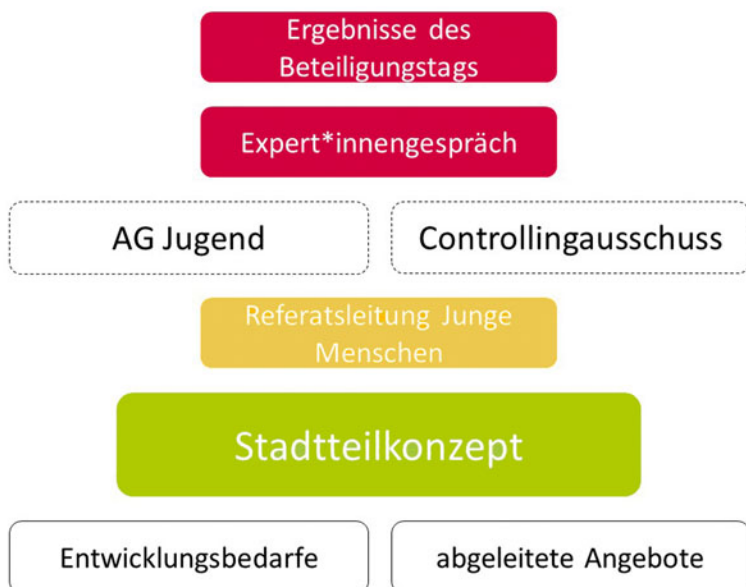 Ergebnisse des
Beteiligungstags
Expert*innengespräch
AG Jugend
Controllingausschuss
Referatsleitung Junge
Menschen
Stadtteilkonzept
Entwicklungsbedarfe
abgeleitete Angebote